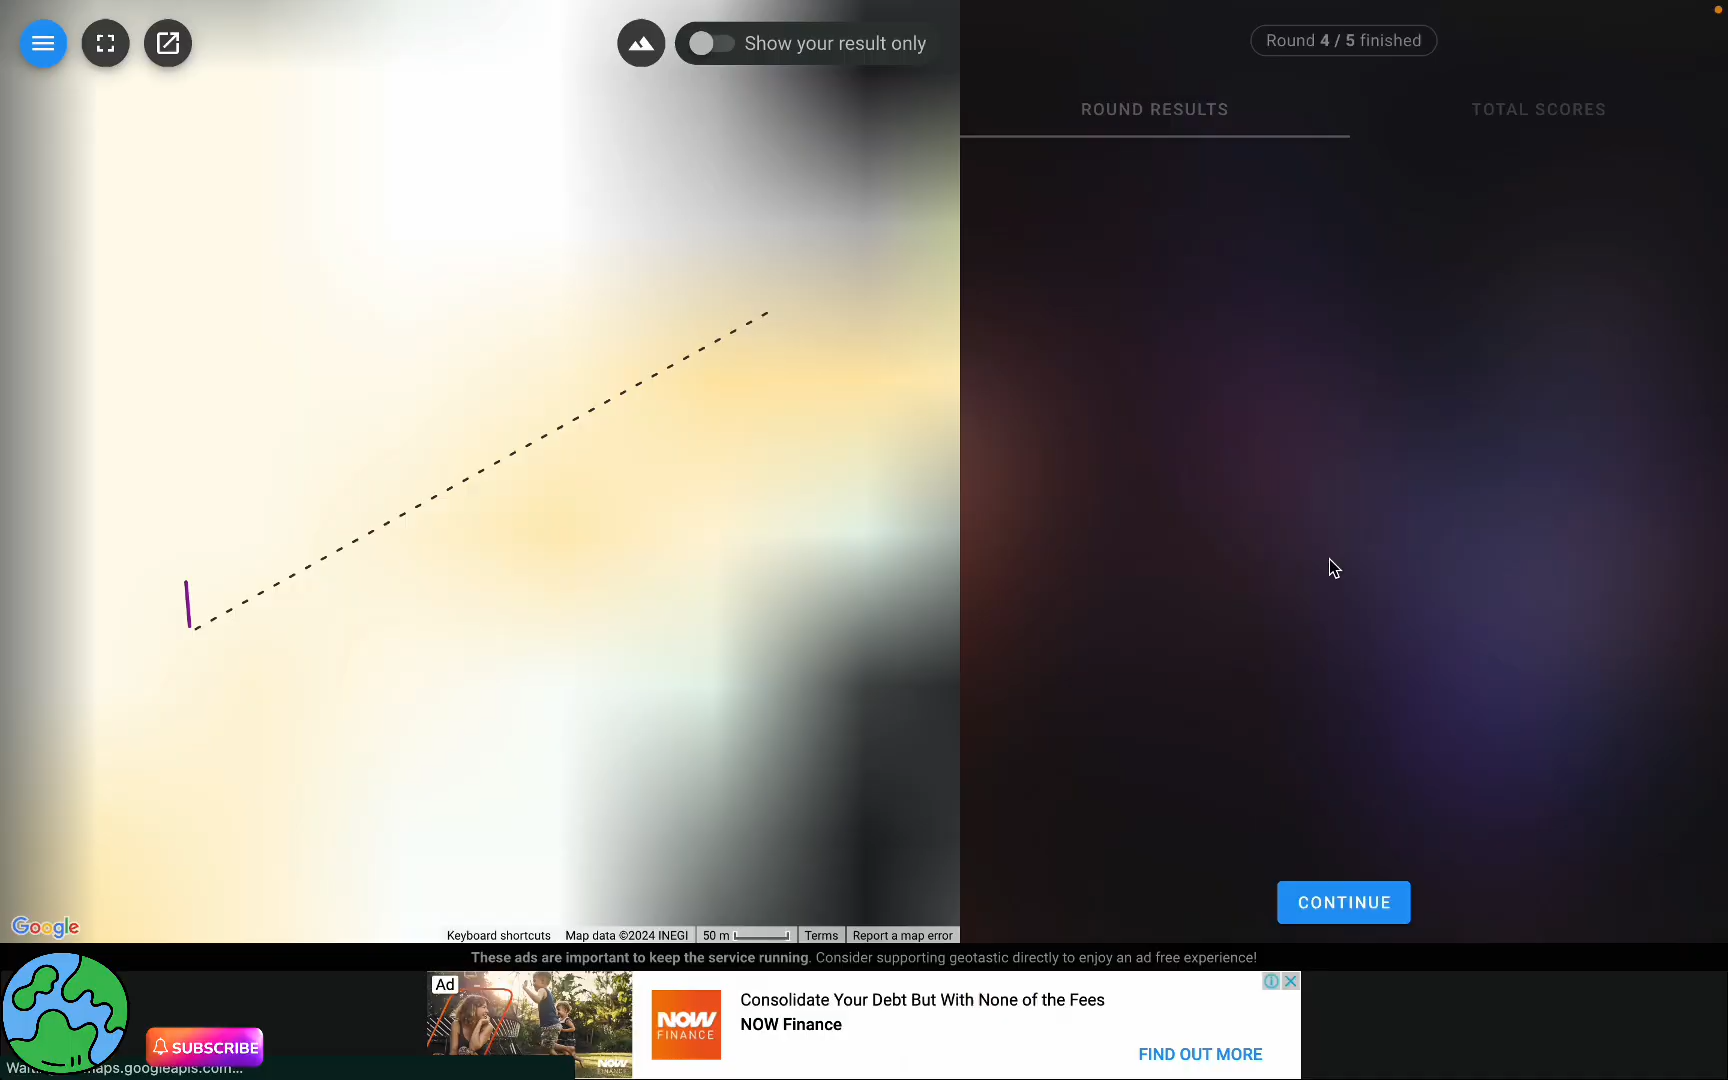 Show your result only
Round 4 / 5 finished
ROUND RESULTS
TOTAL SCORES
CONTINUE
Google
Keyboard shortcuts
Map data ©2024 INEGI
50 m
Terms
Report a map error
These ads are important to keep the service running. Consider supporting geotastic directly to enjoy an ad free experience!
Ad
NOW
FINANCE
Consolidate Your Debt But With None of the Fees
NOW Finance
FIND OUT MORE
SUBSCRIBE